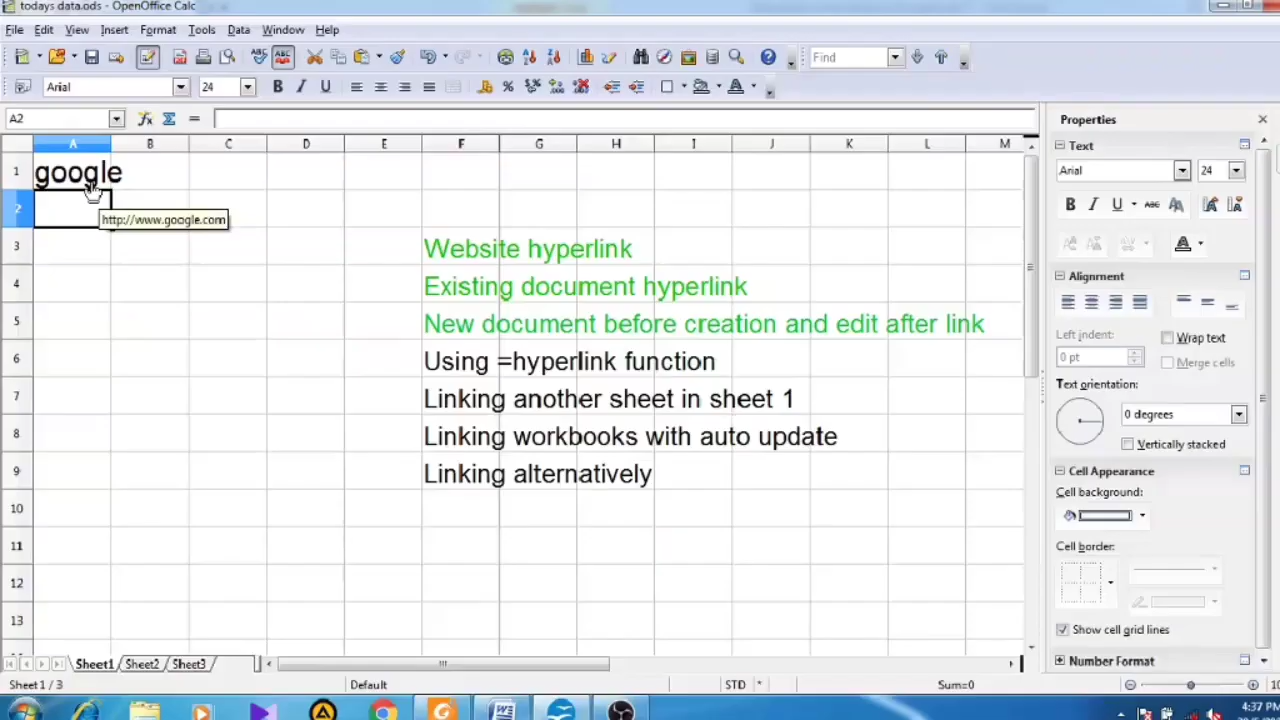 todays data.ods - OpenOffice Calc
File Edit View Insert Format Tools Data Window Help
Find
Arial 24
A2
A B C D E F G H I J K L M
1 google
http://www.google.com
2
3 Website hyperlink
4 Existing document hyperlink
5 New document before creation and edit after link
6 Using =hyperlink function
7 Linking another sheet in sheet 1
8 Linking workbooks with auto update
9 Linking alternatively
10
11
12
13
Properties
Text
Arial 24
Alignment
Left indent:
Wrap text
0 pt
Merge cells
Text orientation:
0 degrees
Vertically stacked
Cell Appearance
Cell background:
Cell border:
Show cell grid lines
Number Format
Sheet1 Sheet2 Sheet3
Sheet 1 / 3 Default STD * Sum=0
4:37 PM